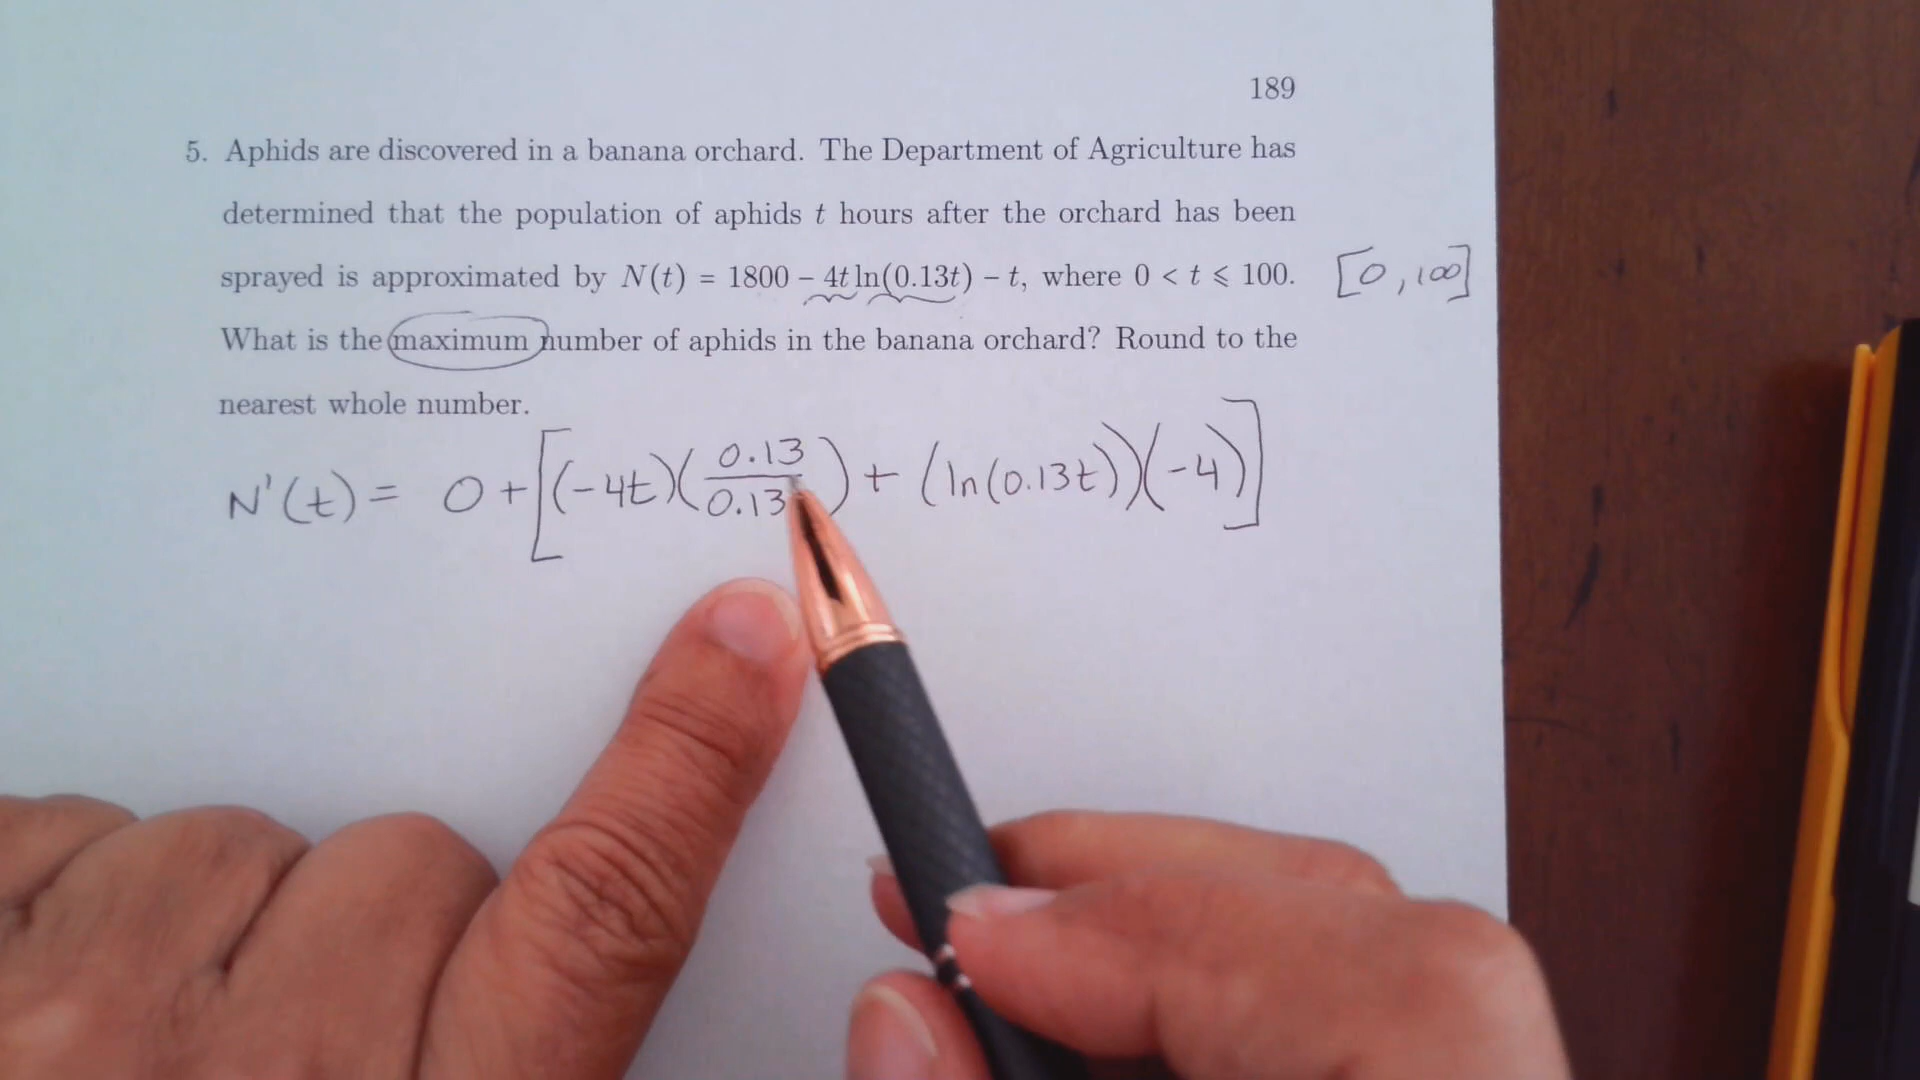 189
5. Aphids are discovered in a banana orchard. The Department of Agriculture has
determined that the population of aphids t hours after the orchard has been
sprayed is approximated by N(t) = 1800 − 4t ln(0.13t) − t, where 0 < t ⩽ 100. [0, 100]
What is the maximum number of aphids in the banana orchard? Round to the
nearest whole number.
N'(t) = 0 + [(-4t)(0.13/0.13) + (ln(0.13t))(-4)]